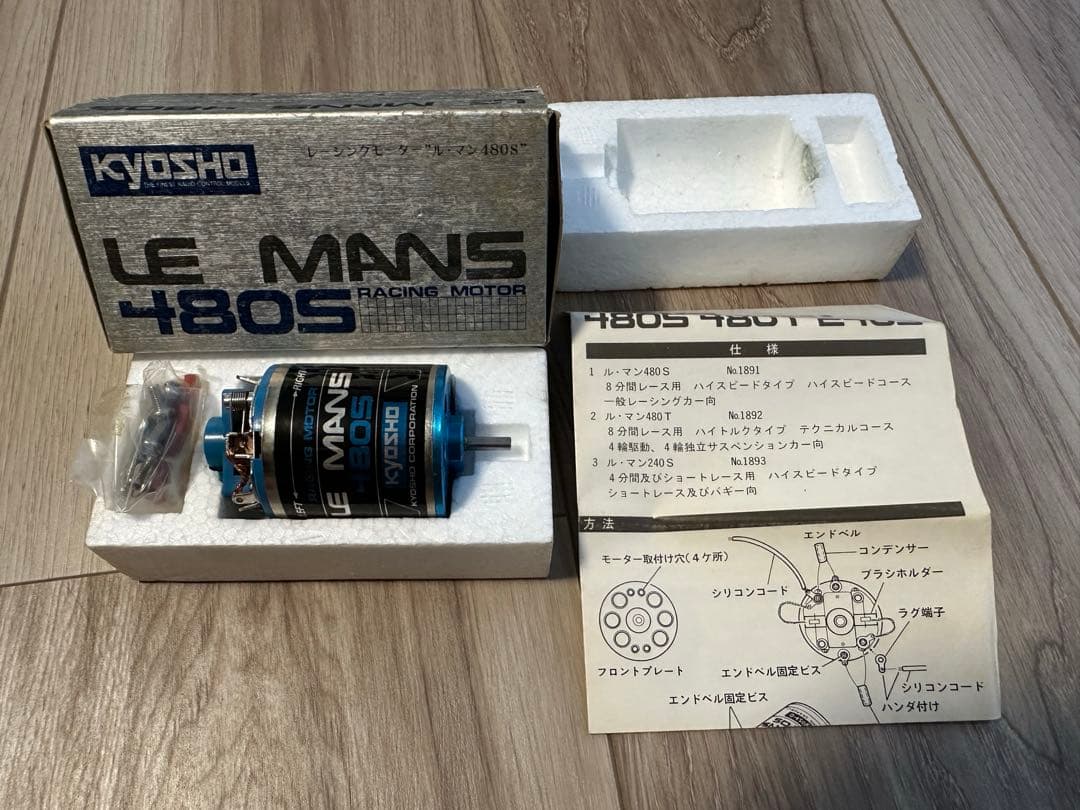 KYOSHO
THE FINEST RADIO CONTROL MODELS
レーシングモーター"ル・マン480S"
LE MANS
480S RACING MOTOR
RIGHT
RACING MOTOR
LE MANS
480S
KYOSHO
KYOSHO CORPORATION
LEFT
480S 480T 240S
仕様
1 ル・マン480S No.1891
8分間レース用 ハイスピードタイプ ハイスピードコース
一般レーシングカー向
2 ル・マン480T No.1892
8分間レース用 ハイトルクタイプ テクニカルコース
4輪駆動、4輪独立サスペンションカー向
3 ル・マン240S No.1893
4分間及びショートレース用 ハイスピードタイプ
ショートレース及びバギー向
方法
エンドベル
モーター取付け穴(4ケ所)
コンデンサー
シリコンコード
ブラシホルダー
ラグ端子
フロントプレート
エンドベル固定ビス
シリコンコード
エンドベル固定ビス
ハンダ付け